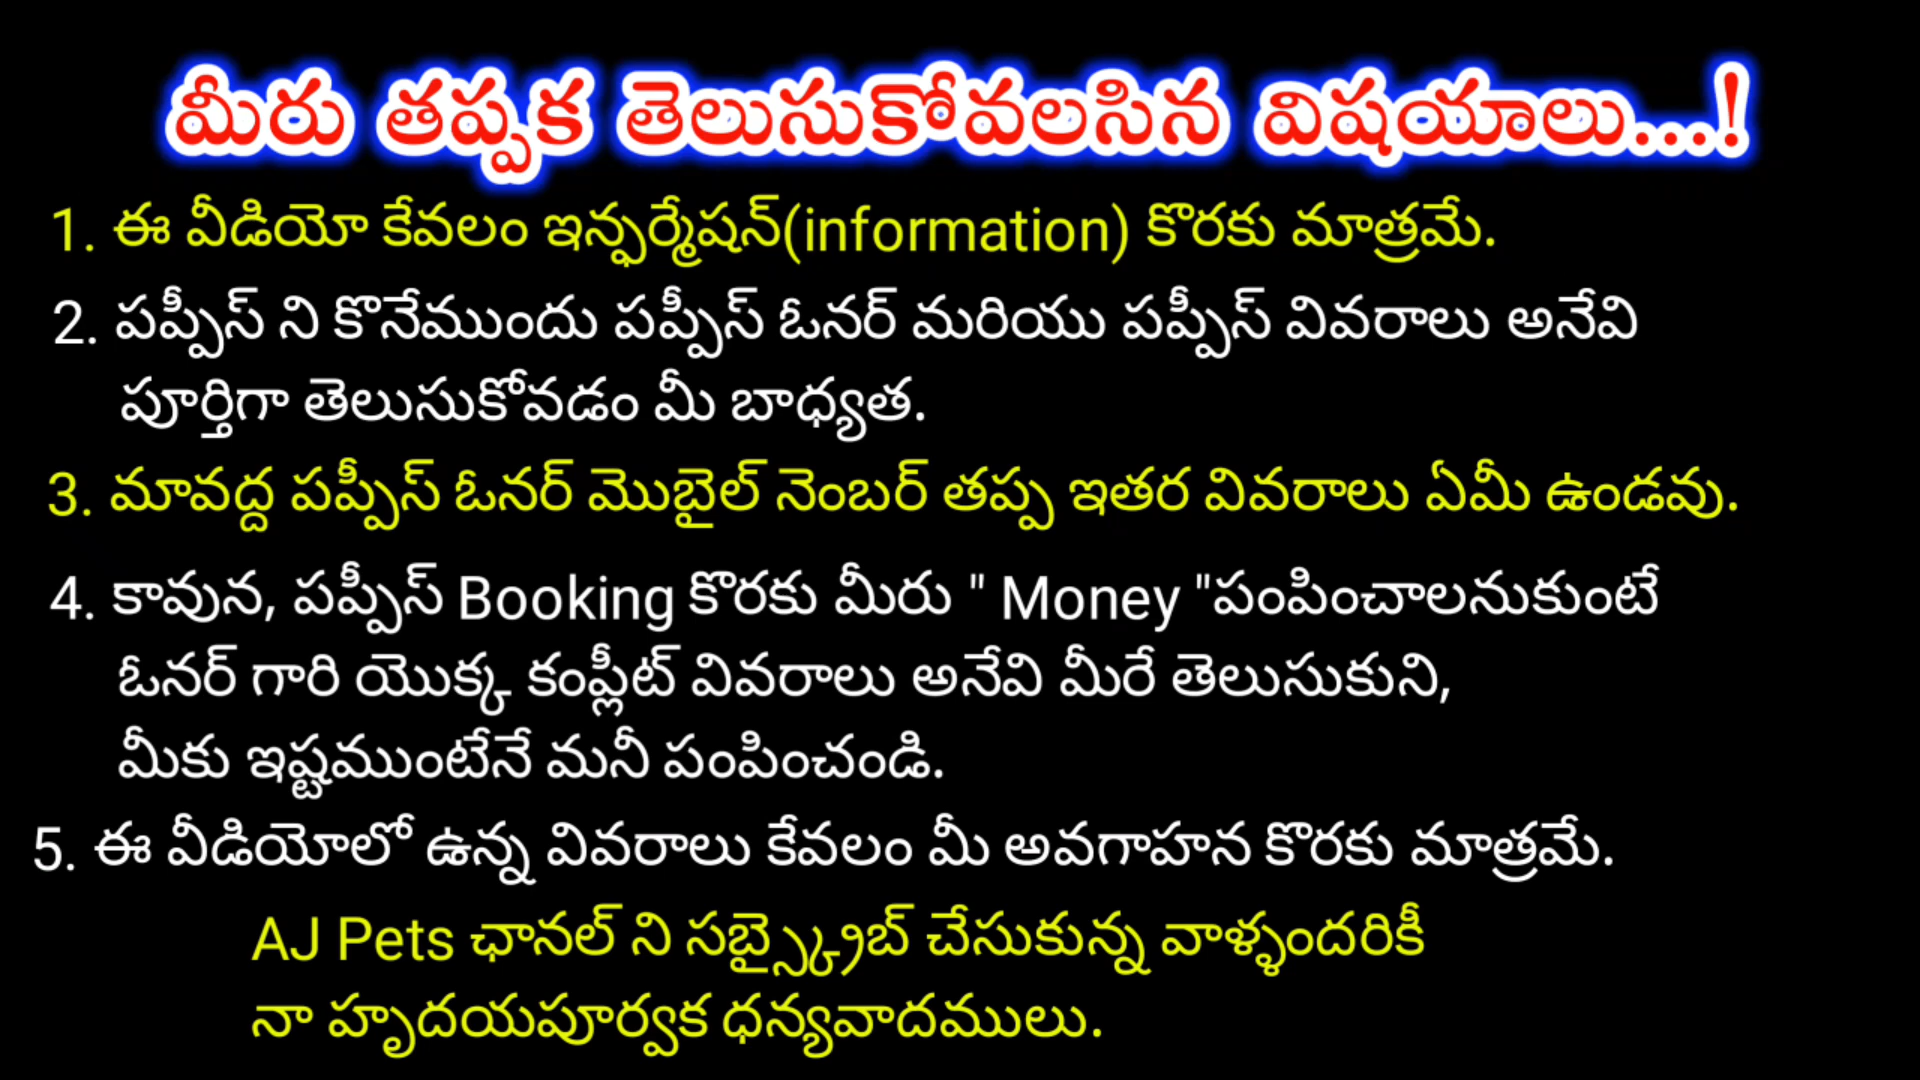 మీరు తప్పక తెలుసుకోవలసిన విషయాలు....!
1. ఈ వీడియో కేవలం ఇన్ఫర్మేషన్(information) కొరకు మాత్రమే.
2. పప్పీస్ ని కొనేముందు పప్పీస్ ఓనర్ మరియు పప్పీస్ వివరాలు అనేవి
పూర్తిగా తెలుసుకోవడం మీ బాధ్యత.
3. మావద్ద పప్పీస్ ఓనర్ మొబైల్ నెంబర్ తప్ప ఇతర వివరాలు ఏమీ ఉండవు.
4. కావున, పప్పీస్ Booking కొరకు మీరు " Money "పంపించాలనుకుంటే
ఓనర్ గారి యొక్క కంప్లీట్ వివరాలు అనేవి మీరే తెలుసుకుని,
మీకు ఇష్టముంటేనే మనీ పంపించండి.
5. ఈ వీడియోలో ఉన్న వివరాలు కేవలం మీ అవగాహన కొరకు మాత్రమే.
AJ Pets ఛానల్ ని సబ్స్క్రైబ్ చేసుకున్న వాళ్ళందరికీ
నా హృదయపూర్వక ధన్యవాదములు.